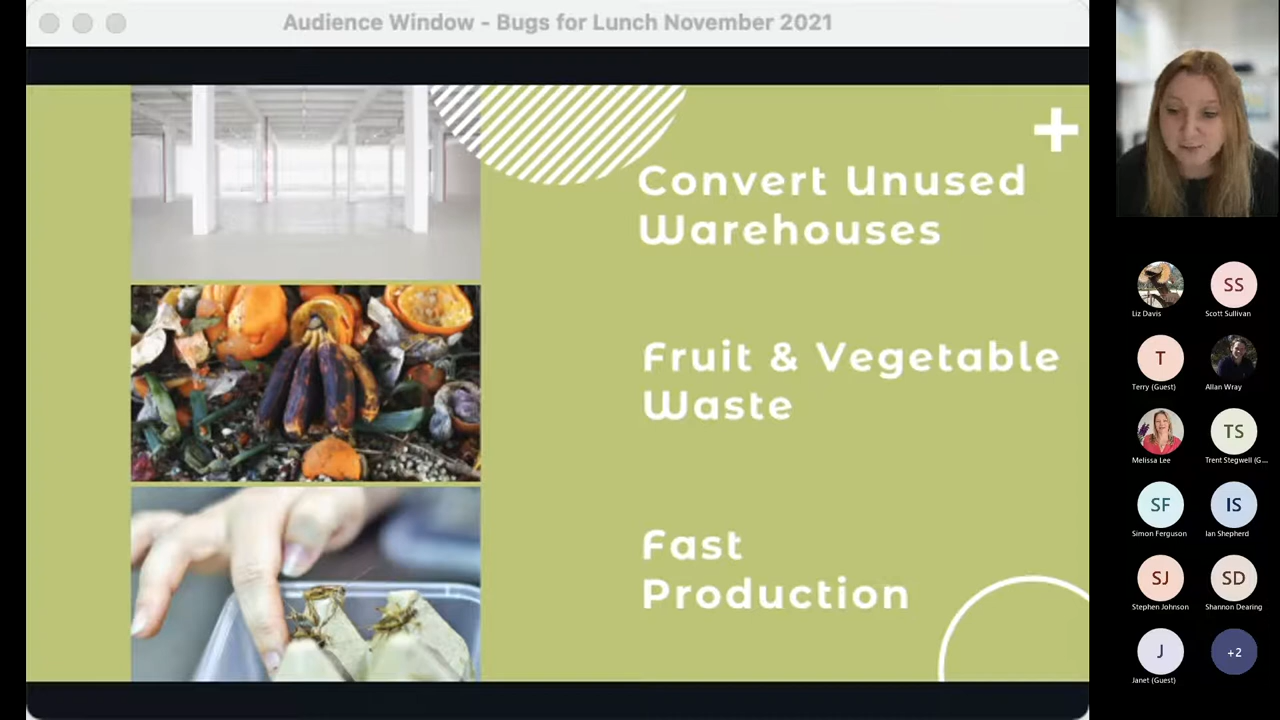 Audience Window - Bugs for Lunch November 2021
Convert Unused
Warehouses
Fruit & Vegetable
Waste
Fast
Production
SS
Liz Davis
Scott Sullivan
T
Terry (Guest)
Allan Wray
TS
Melissa Lee
Trent Stegwell (G...
SF
IS
Simon Ferguson
Ian Shepherd
SJ
SD
Stephen Johnson
Shannon Dearing
J
+2
Janet (Guest)